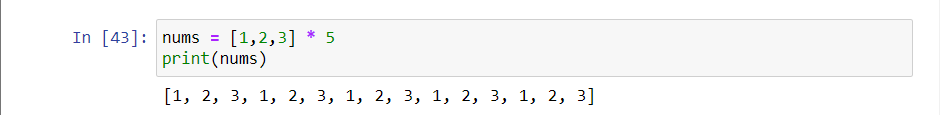 In [43]: nums = [1,2,3] * 5
print(nums)
[1, 2, 3, 1, 2, 3, 1, 2, 3, 1, 2, 3, 1, 2, 3]